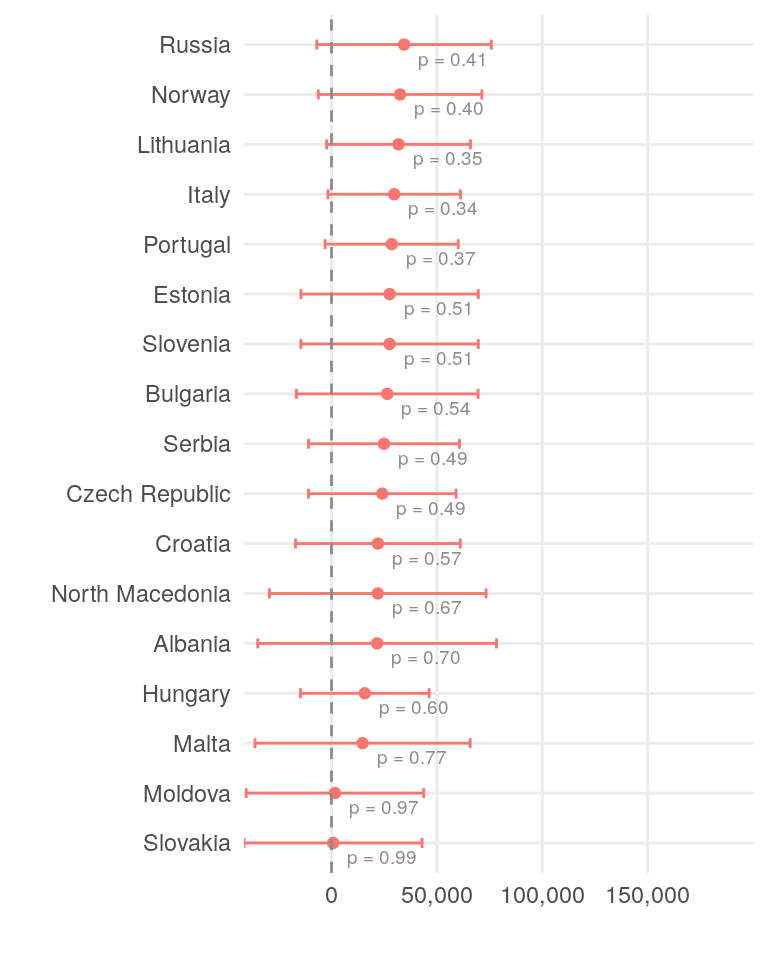 Russia
p = 0.41
Norway
p = 0.40
Lithuania
p = 0.35
Italy
p = 0.34
Portugal
p = 0.37
Estonia
p = 0.51
Slovenia
p = 0.51
Bulgaria
p = 0.54
Serbia
p = 0.49
Czech Republic
p = 0.49
Croatia
p = 0.57
North Macedonia
p = 0.67
Albania
p = 0.70
Hungary
p = 0.60
Malta
p = 0.77
Moldova
p = 0.97
Slovakia
p = 0.99
0 50,000 100,000 150,000